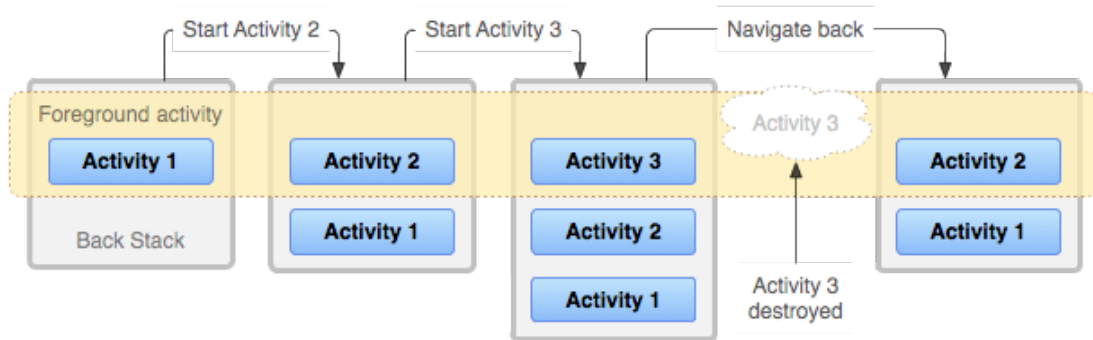 Start Activity 2
Start Activity 3
Navigate back
Foreground activity
Activity 1
Back Stack
Activity 2
Activity 1
Activity 3
Activity 2
Activity 1
Activity 3
Activity 3
destroyed
Activity 2
Activity 1